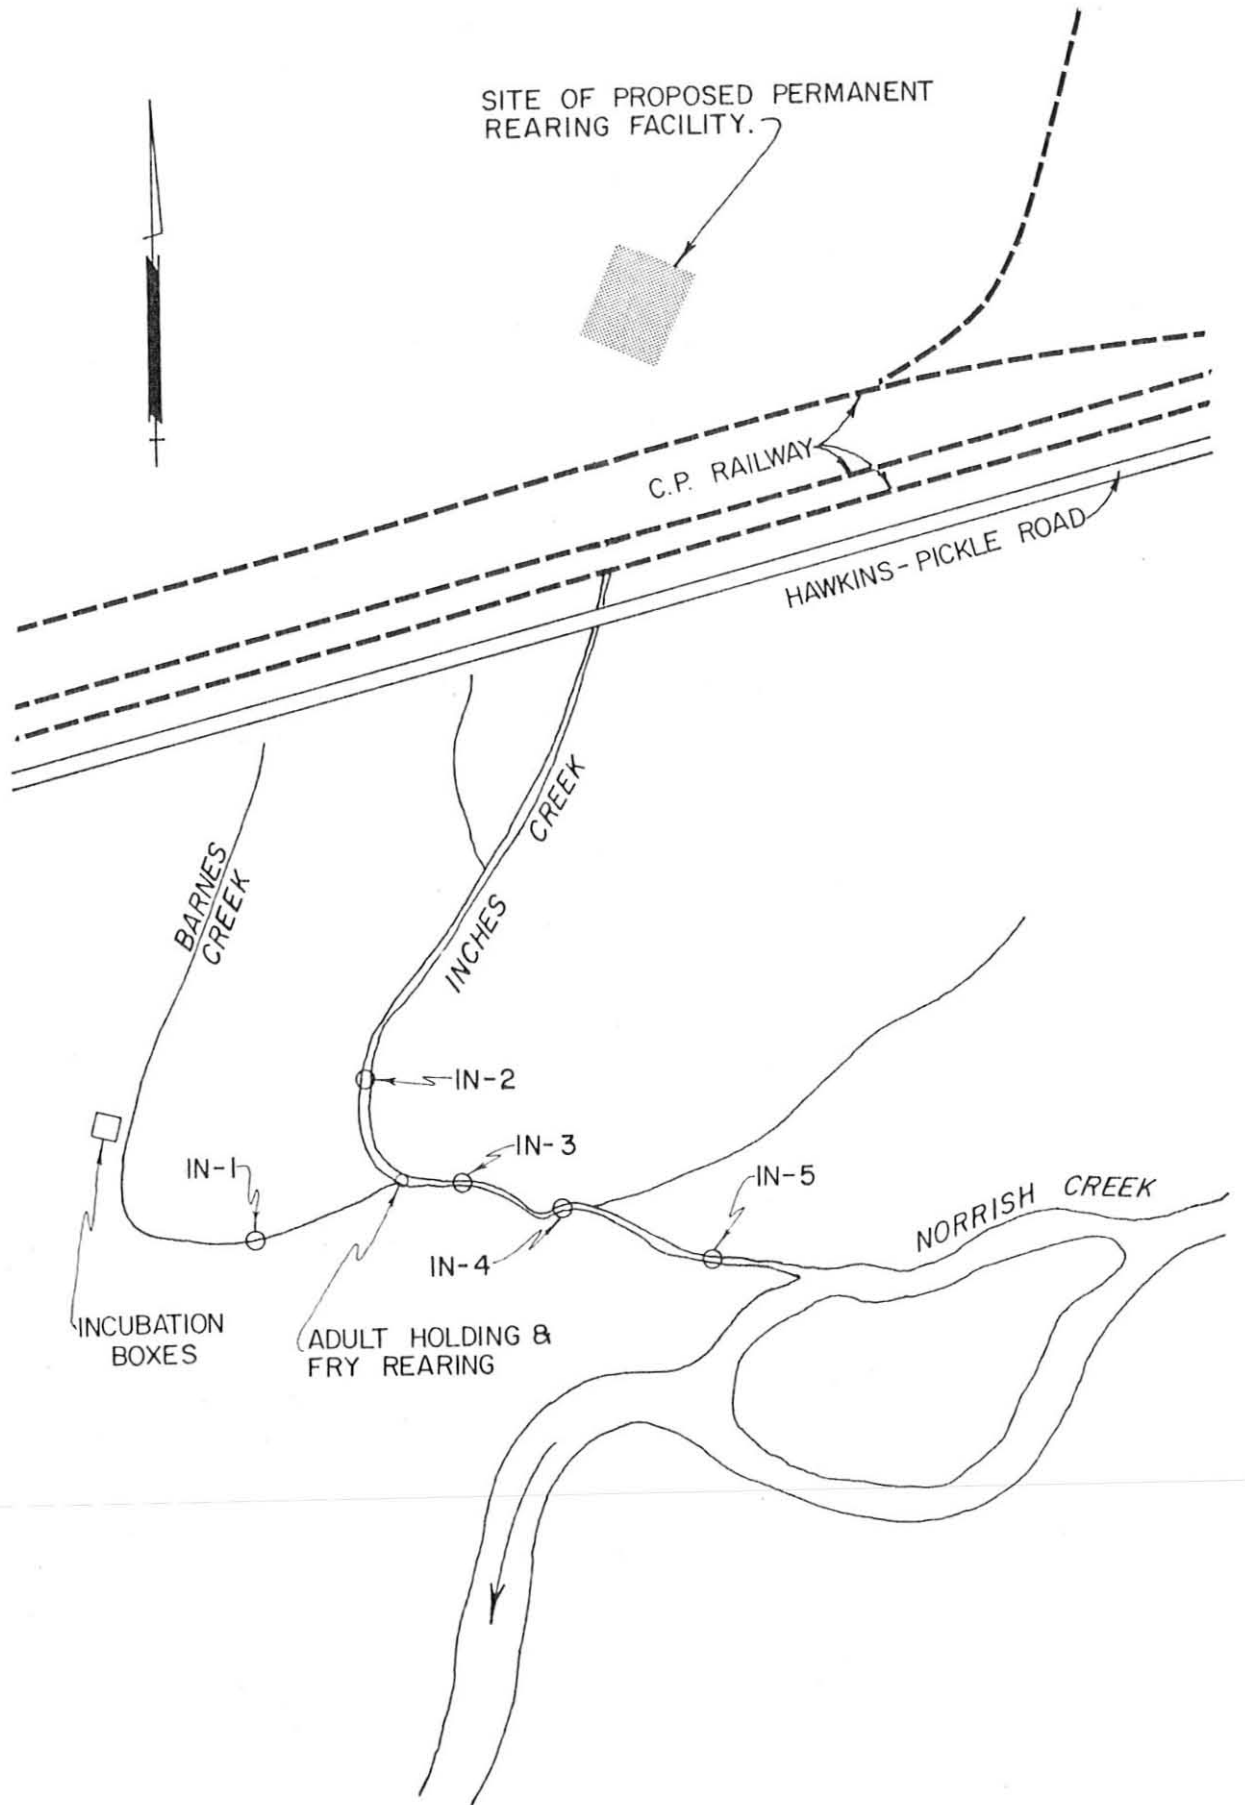 SITE OF PROPOSED PERMANENT
REARING FACILITY.
C.P. RAILWAY
HAWKINS-PICKLE ROAD
BARNES
CREEK
INCHES CREEK
IN-2
IN-3
IN-1
IN-5
IN-4
NORRISH CREEK
INCUBATION
BOXES
ADULT HOLDING &
FRY REARING